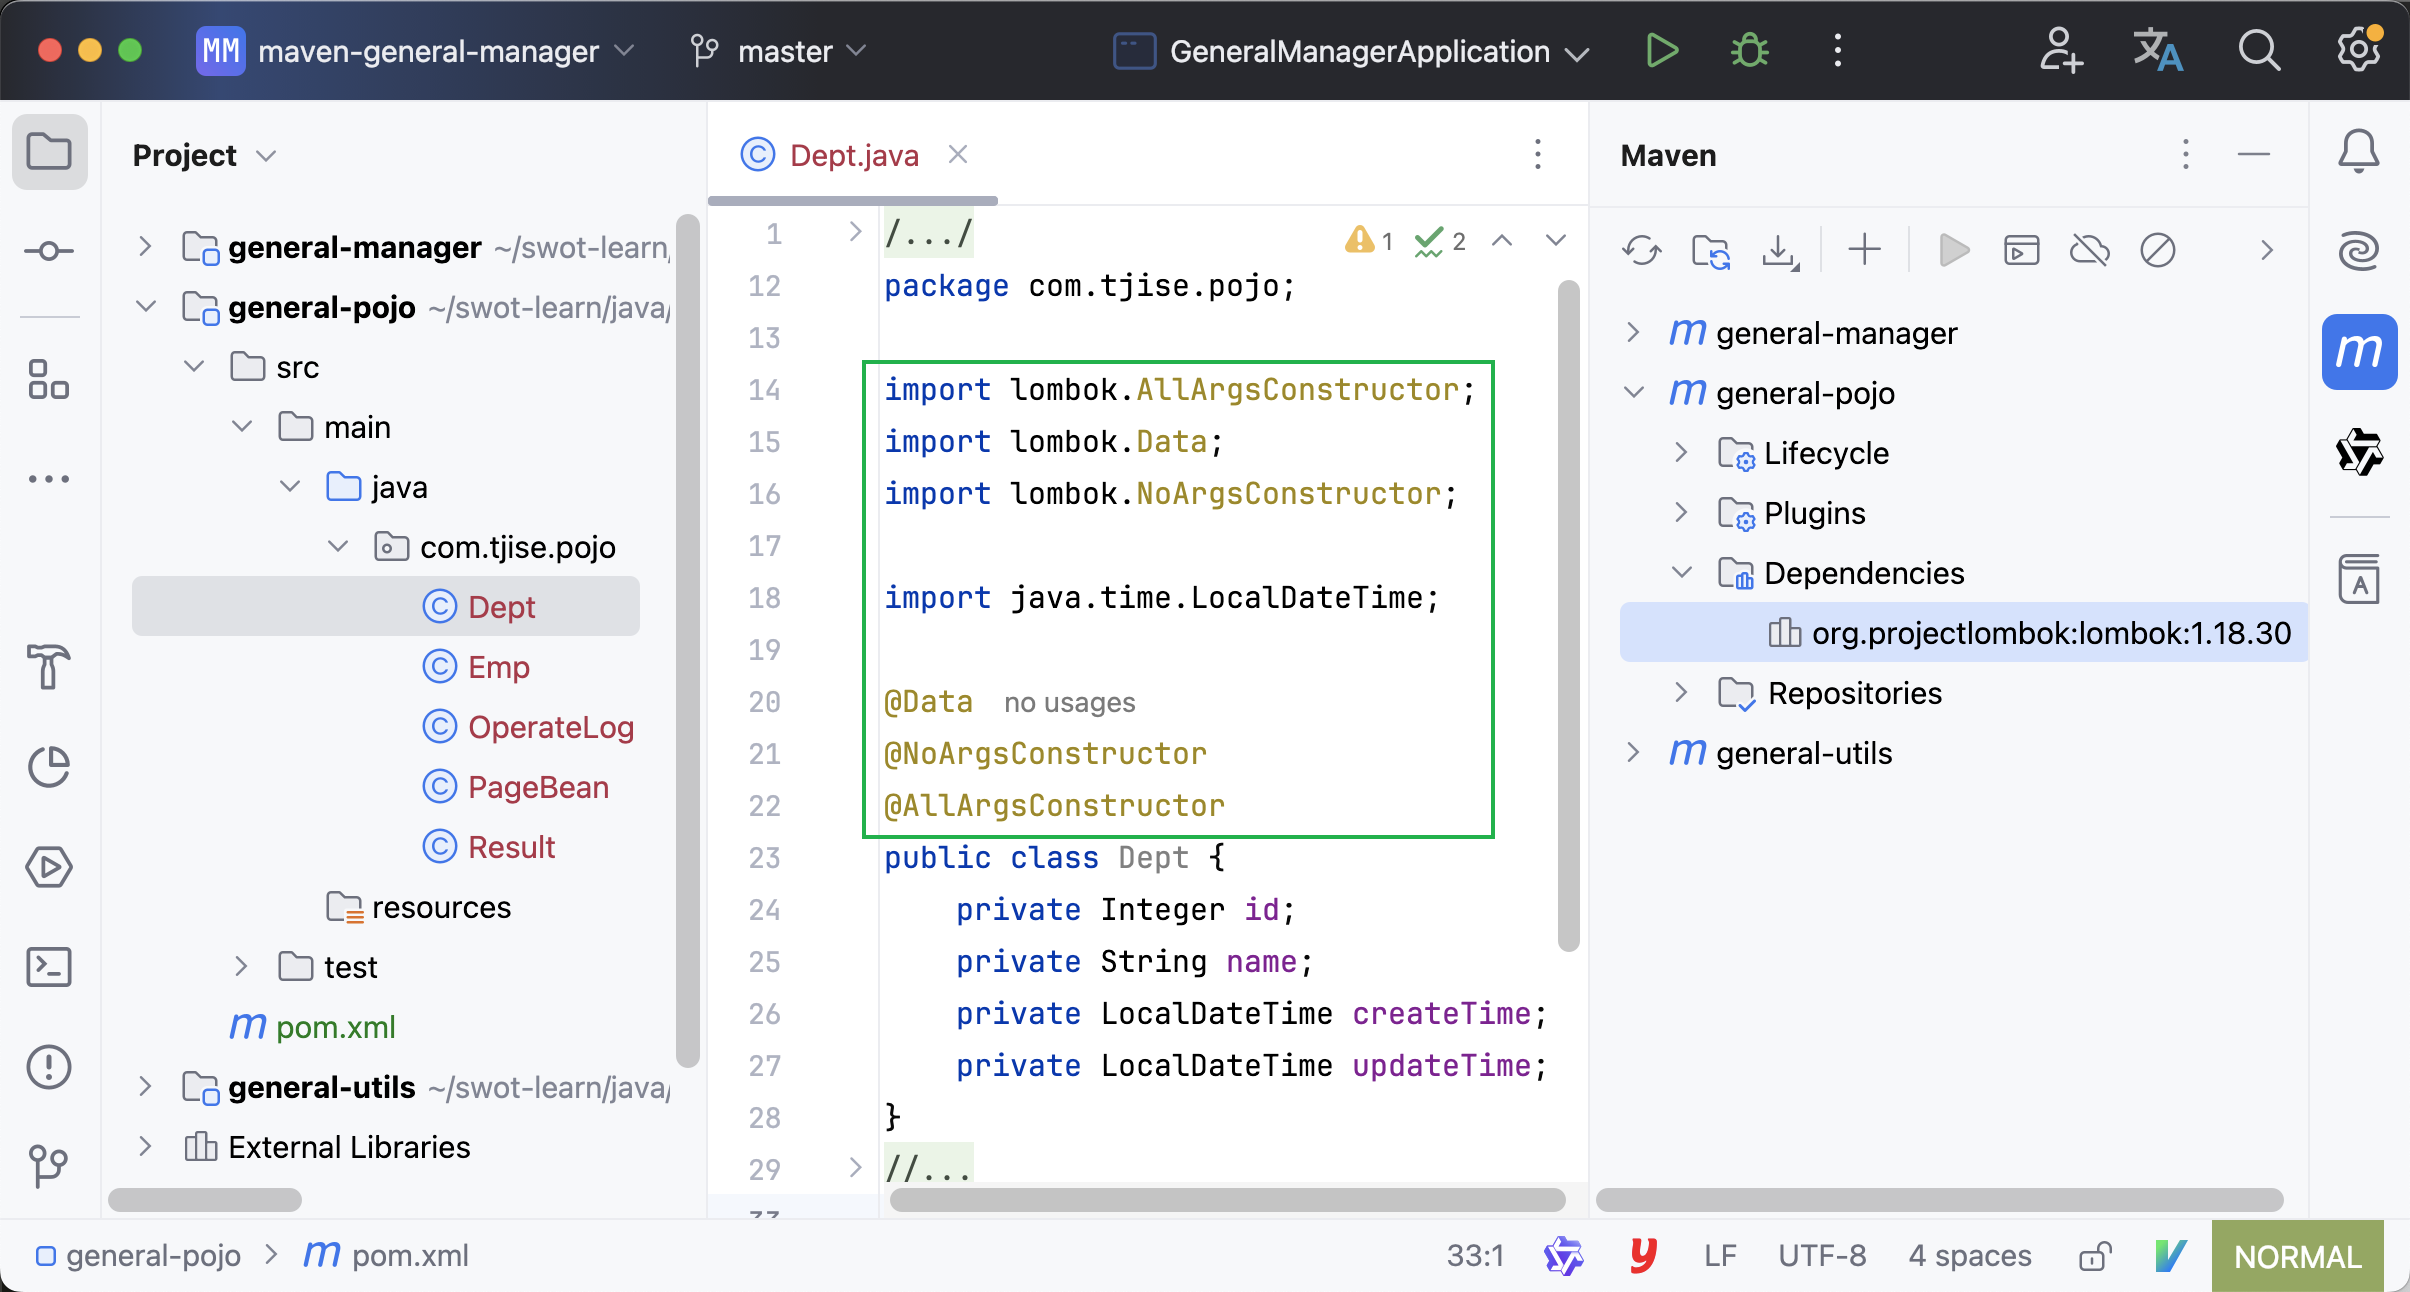 MM maven-general-manager master GeneralManagerApplication
Project
general-manager ~/swot-learn/
general-pojo ~/swot-learn/java/
src
main
java
com.tjise.pojo
Dept
Emp
OperateLog
PageBean
Result
resources
test
m pom.xml
general-utils ~/swot-learn/java/
External Libraries
Dept.java
1 /.../
1 2
12 package com.tjise.pojo;
13
14 import lombok.AllArgsConstructor;
15 import lombok.Data;
16 import lombok.NoArgsConstructor;
17
18 import java.time.LocalDateTime;
19
20 @Data no usages
21 @NoArgsConstructor
22 @AllArgsConstructor
23 public class Dept {
24 private Integer id;
25 private String name;
26 private LocalDateTime createTime;
27 private LocalDateTime updateTime;
28 }
29 //...
Maven
m general-manager
m general-pojo
Lifecycle
Plugins
Dependencies
org.projectlombok:lombok:1.18.30
Repositories
m general-utils
general-pojo > m pom.xml
33:1 LF UTF-8 4 spaces NORMAL